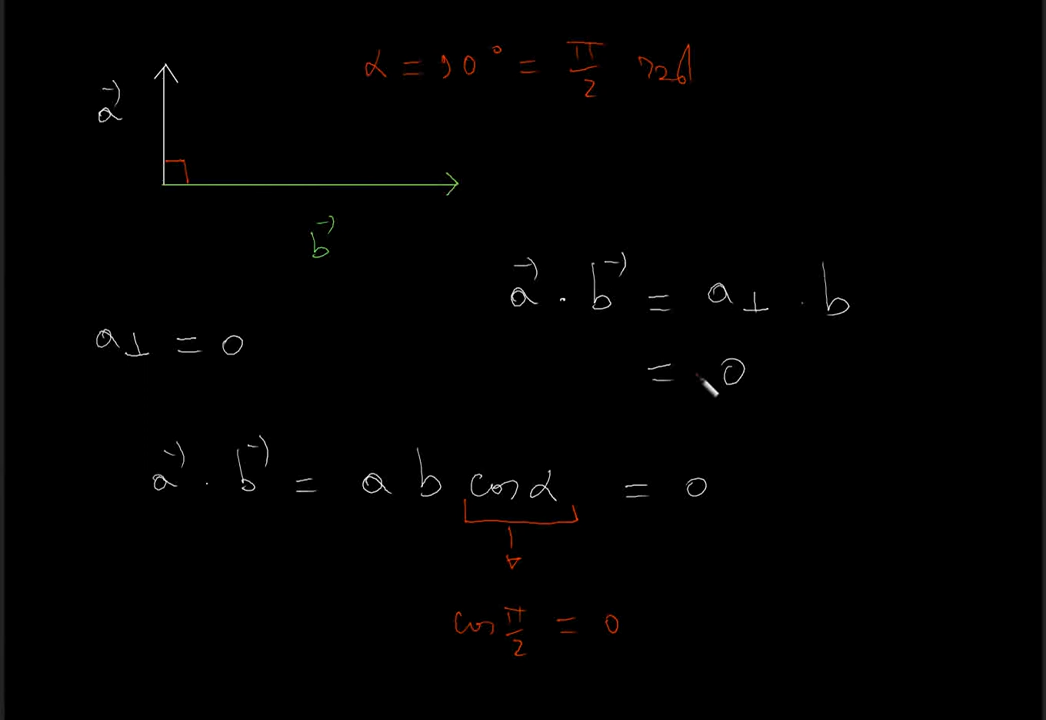 α = 90° = π/2 rad
a⃗
b⃗
a⃗ · b⃗ = a⊥ · b
a⊥ = 0
= 0
a⃗ · b⃗ = a b cos α = 0
cos π/2 = 0